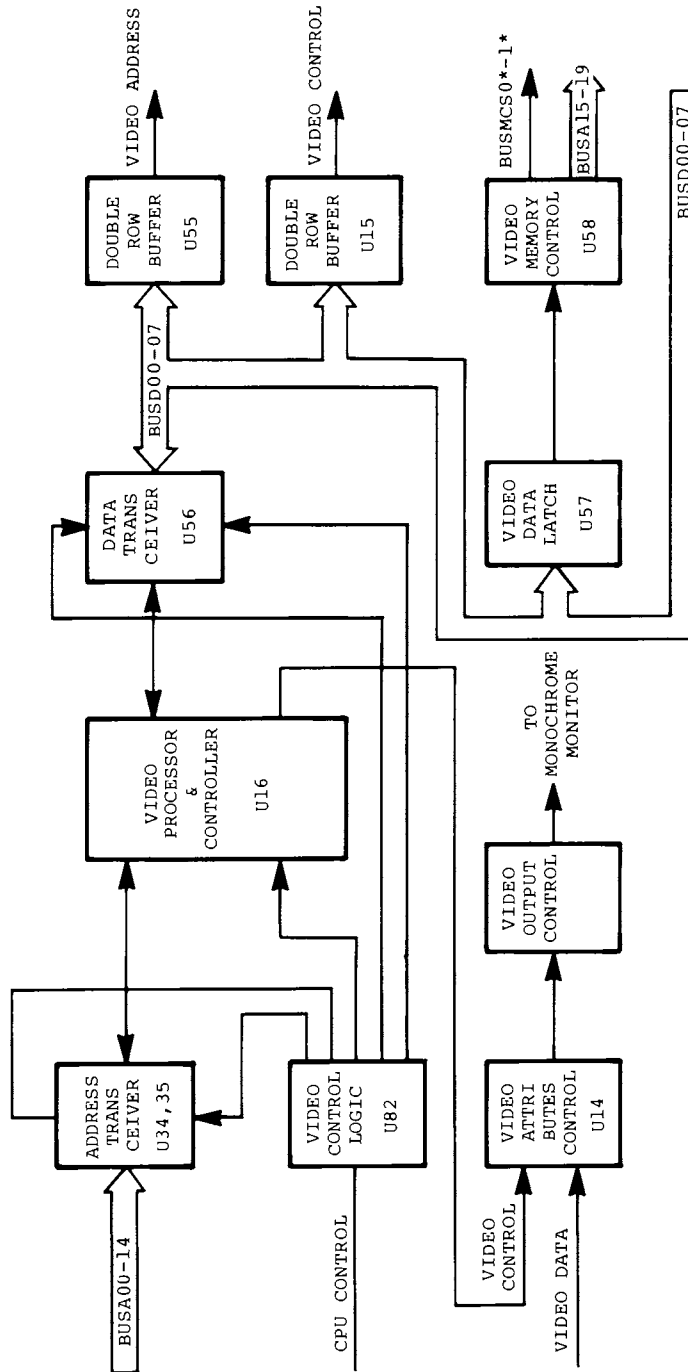 BUSA00-14
ADDRESS
TRANS
CEIVER
U34,35
VIDEO
PROCESSOR
&
CONTROLLER
U16
DATA
TRANS
CEIVER
U56
BUSD00-07
DOUBLE
ROW
BUFFER
U55
VIDEO ADDRESS
CPU CONTROL
VIDEO
CONTROL
LOGIC
U82
DOUBLE
ROW
BUFFER
U15
VIDEO CONTROL
VIDEO
CONTROL
VIDEO DATA
VIDEO
ATTRI
BUTES
CONTROL
U14
VIDEO
OUTPUT
CONTROL
TO
MONOCHROME
MONITOR
VIDEO
DATA
LATCH
U57
VIDEO
MEMORY
CONTROL
U58
BUSMCS0*-1*
BUSA15-19
BUSD00-07